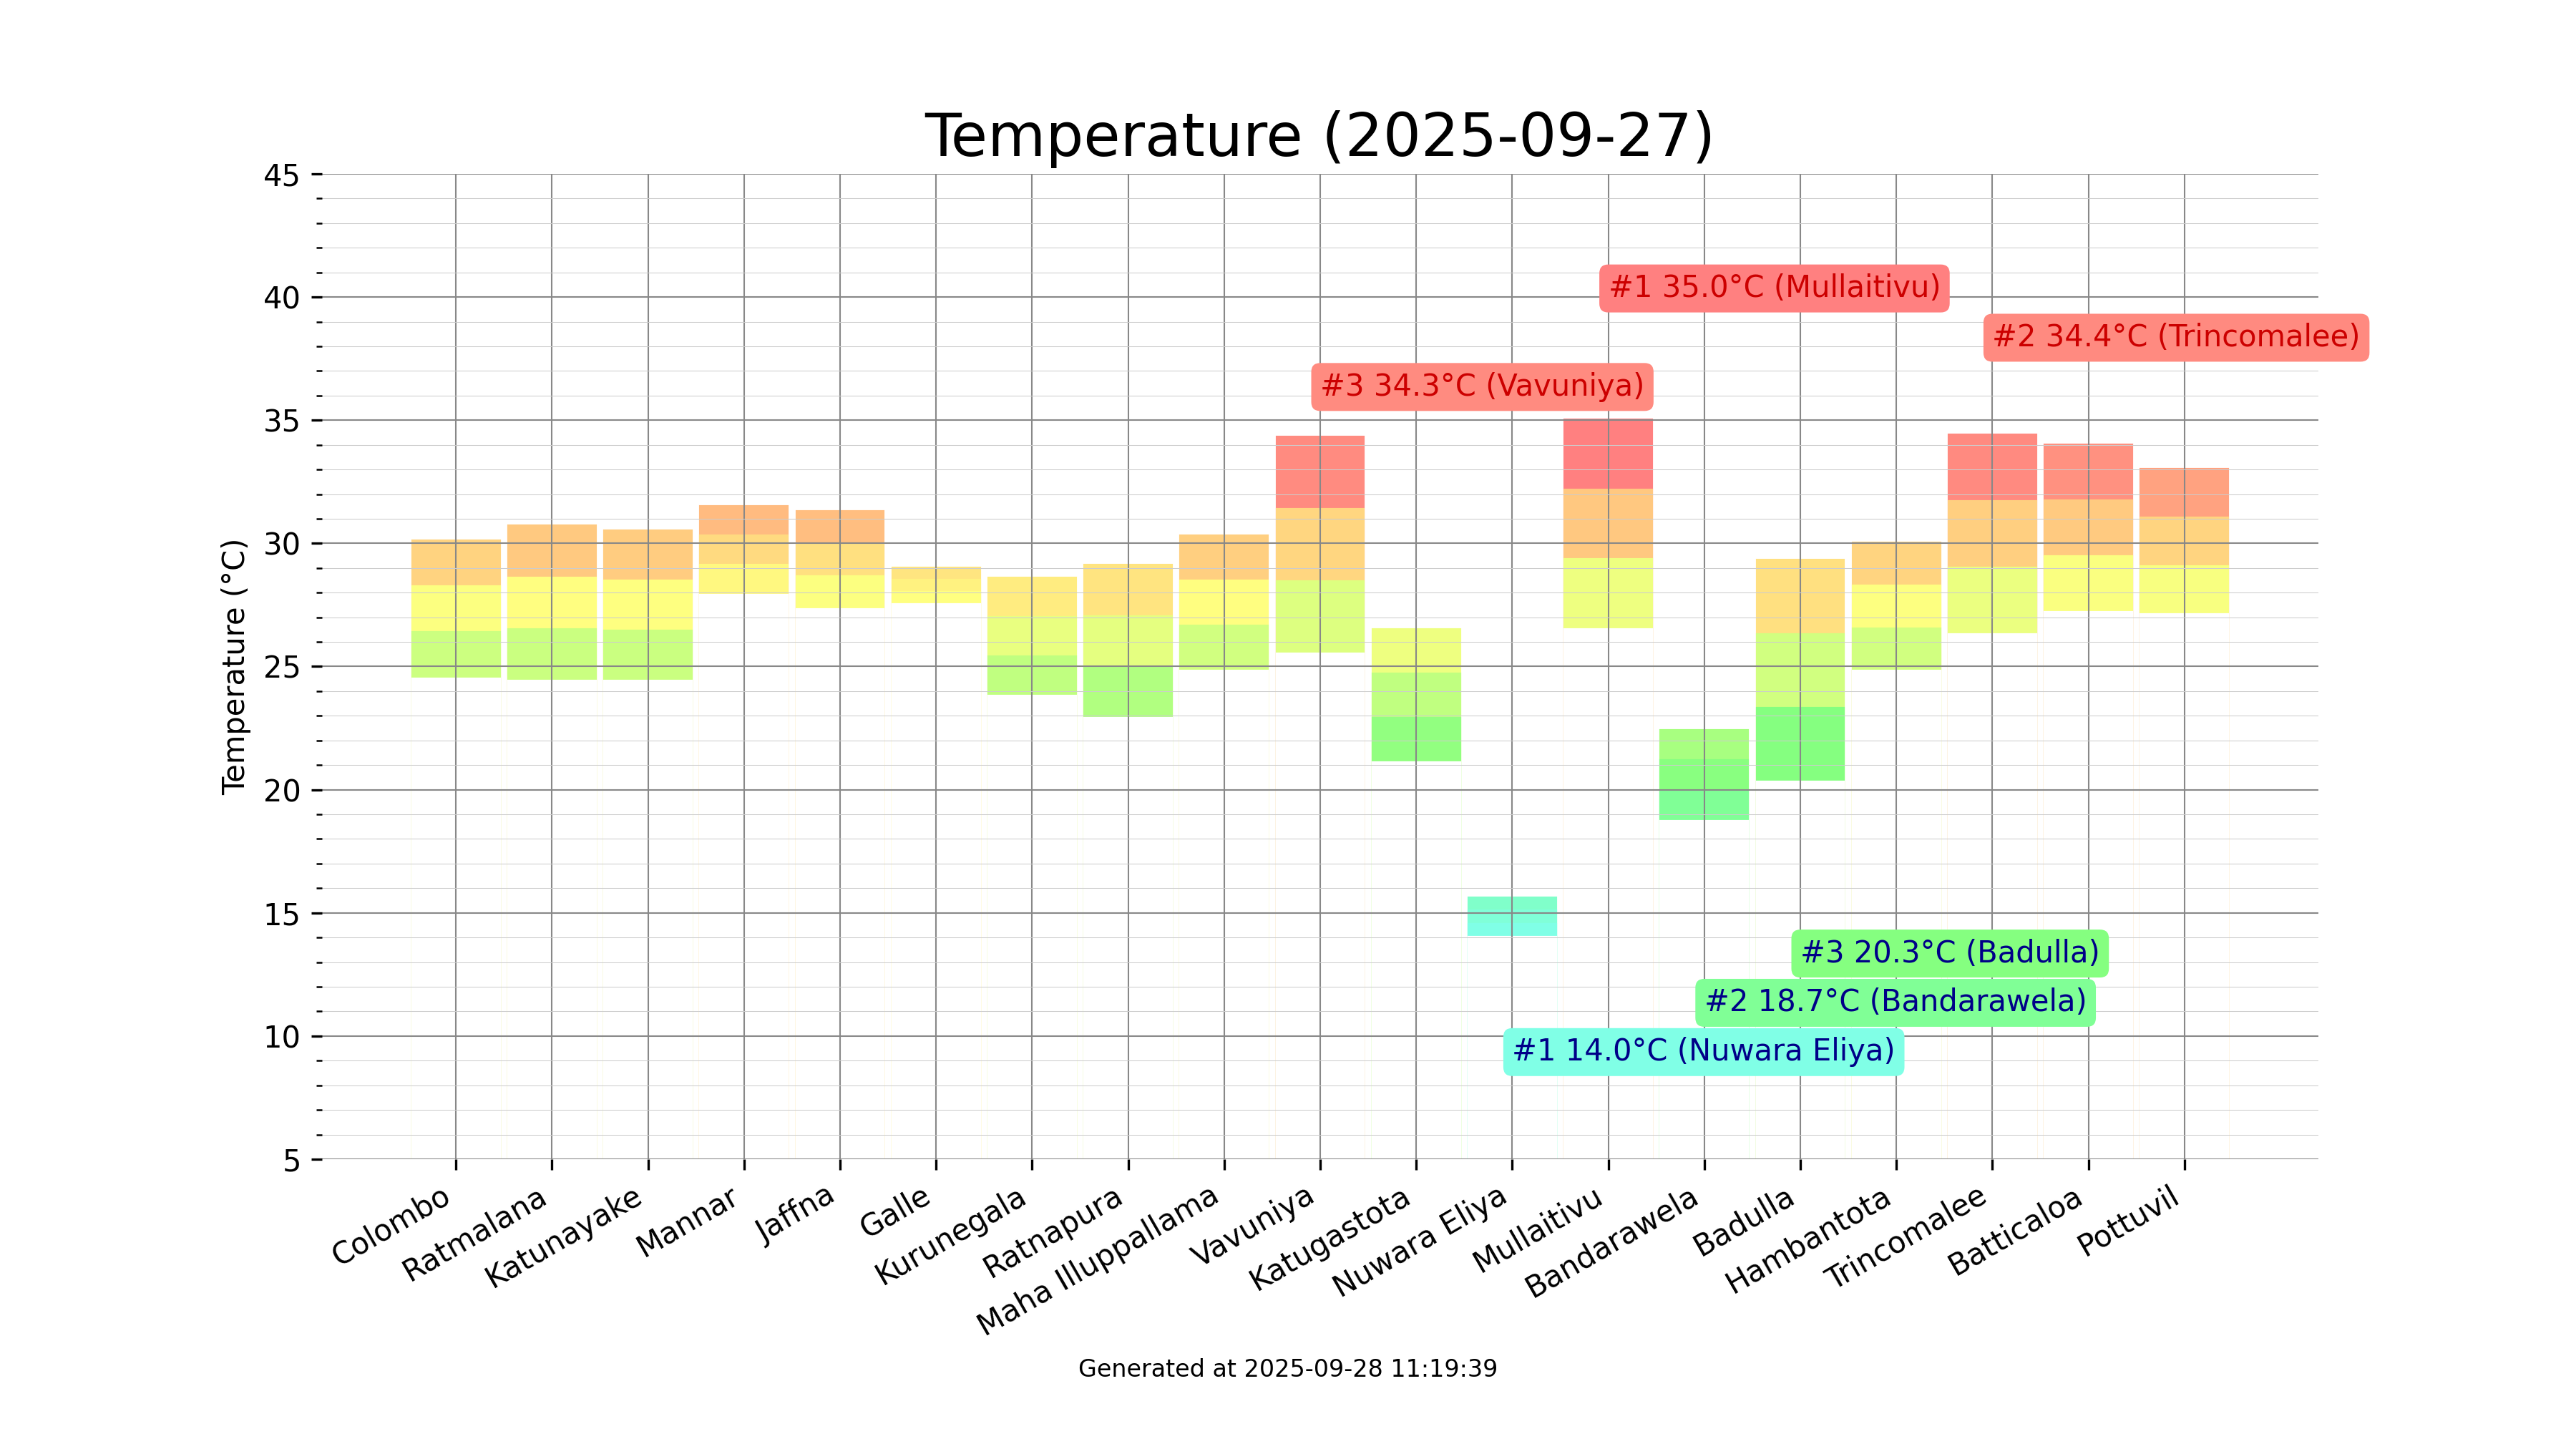 Temperature (2025-09-27)
45
40
35
30
25
20
15
10
5
Temperature (°C)
#1 35.0°C (Mullaitivu)
#2 34.4°C (Trincomalee)
#3 34.3°C (Vavuniya)
#3 20.3°C (Badulla)
#2 18.7°C (Bandarawela)
#1 14.0°C (Nuwara Eliya)
Colombo
Ratmalana
Katunayake
Mannar
Jaffna
Galle
Kurunegala
Ratnapura
Maha Illuppallama
Vavuniya
Katugastota
Nuwara Eliya
Mullaitivu
Bandarawela
Badulla
Hambantota
Trincomalee
Batticaloa
Pottuvil
Generated at 2025-09-28 11:19:39